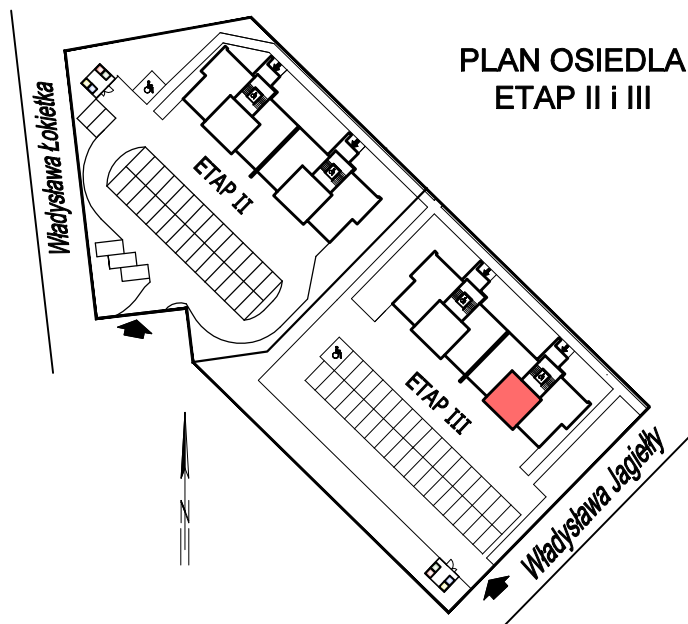 PLAN OSIEDLA
ETAP II i III
Władysława Łokietka
ETAP II
ETAP III
Władysława Jagiełły
N